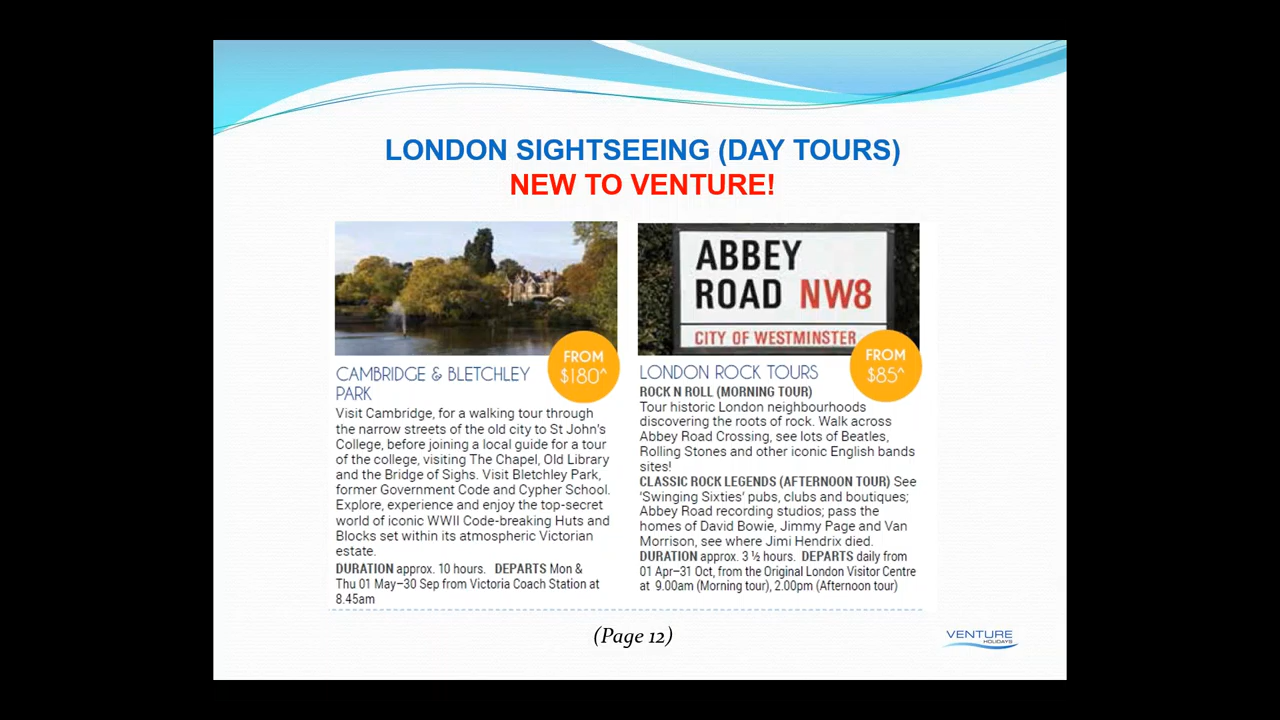 LONDON SIGHTSEEING (DAY TOURS)
NEW TO VENTURE!
FROM
$180^
CAMBRIDGE & BLETCHLEY
PARK
Visit Cambridge, for a walking tour through
the narrow streets of the old city to St John's
College, before joining a local guide for a tour
of the college, visiting The Chapel, Old Library
and the Bridge of Sighs. Visit Bletchley Park,
former Government Code and Cypher School.
Explore, experience and enjoy the top-secret
world of iconic WWII Code-breaking Huts and
Blocks set within its atmospheric Victorian
estate.
DURATION approx. 10 hours. DEPARTS Mon &
Thu 01 May–30 Sep from Victoria Coach Station at
8.45am
ABBEY
ROAD NW8
CITY OF WESTMINSTER
FROM
$85^
LONDON ROCK TOURS
ROCK N ROLL (MORNING TOUR)
Tour historic London neighbourhoods
discovering the roots of rock. Walk across
Abbey Road Crossing, see lots of Beatles,
Rolling Stones and other iconic English bands
sites!
CLASSIC ROCK LEGENDS (AFTERNOON TOUR) See
'Swinging Sixties' pubs, clubs and boutiques;
Abbey Road recording studios; pass the
homes of David Bowie, Jimmy Page and Van
Morrison, see where Jimi Hendrix died.
DURATION approx. 3 ½ hours. DEPARTS daily from
01 Apr–31 Oct, from the Original London Visitor Centre
at 9.00am (Morning tour), 2.00pm (Afternoon tour)
(Page 12)
VENTURE
HOLIDAYS